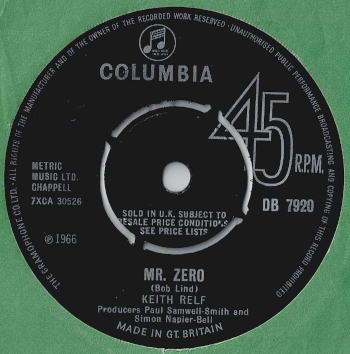 ALL RIGHTS OF THE MANUFACTURER AND OF THE OWNER OF THE RECORDED WORK RESERVED · UNAUTHORISED PUBLIC PERFORMANCE BROADCASTING AND COPYING OF THIS RECORD PROHIBITED
THE GRAMOPHONE CO. LTD.
COLUMBIA
45
R.P.M.
METRIC
MUSIC LTD.
CHAPPELL
7XCA 30526
DB 7920
SOLD IN U.K. SUBJECT TO
RESALE PRICE CONDITIONS
SEE PRICE LISTS
℗ 1966
MR. ZERO
(Bob Lind)
KEITH RELF
Producers Paul Samwell-Smith and
Simon Napier-Bell
MADE IN GT. BRITAIN